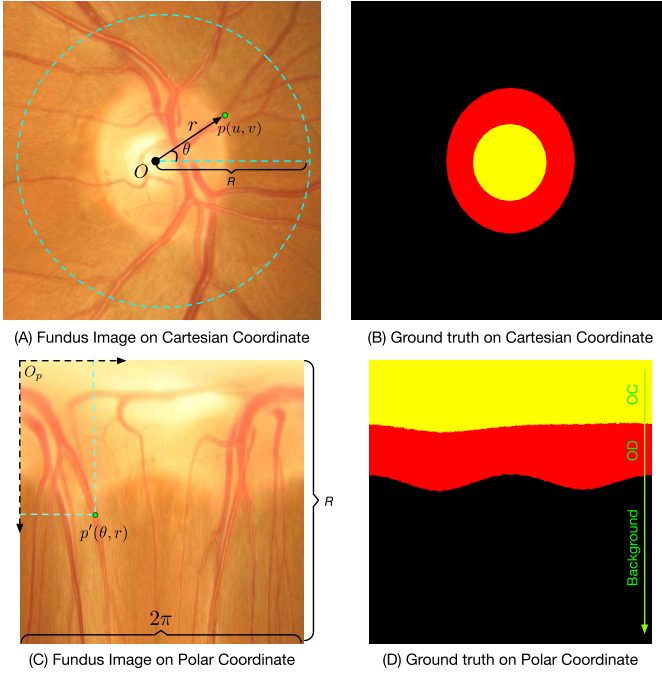 r
p(u, v)
θ
O
R
(A) Fundus Image on Cartesian Coordinate
(B) Ground truth on Cartesian Coordinate
O_p
p′(θ, r)
R
2π
(C) Fundus Image on Polar Coordinate
OC
OD
Background
(D) Ground truth on Polar Coordinate